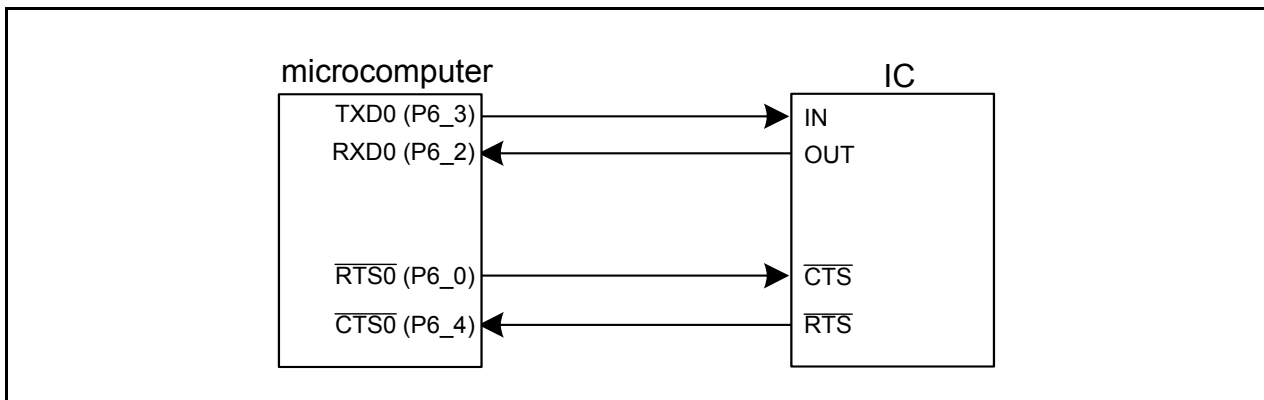 microcomputer
IC
TXD0 (P6_3)
IN
RXD0 (P6_2)
OUT
RTS0 (P6_0)
CTS
CTS0 (P6_4)
RTS